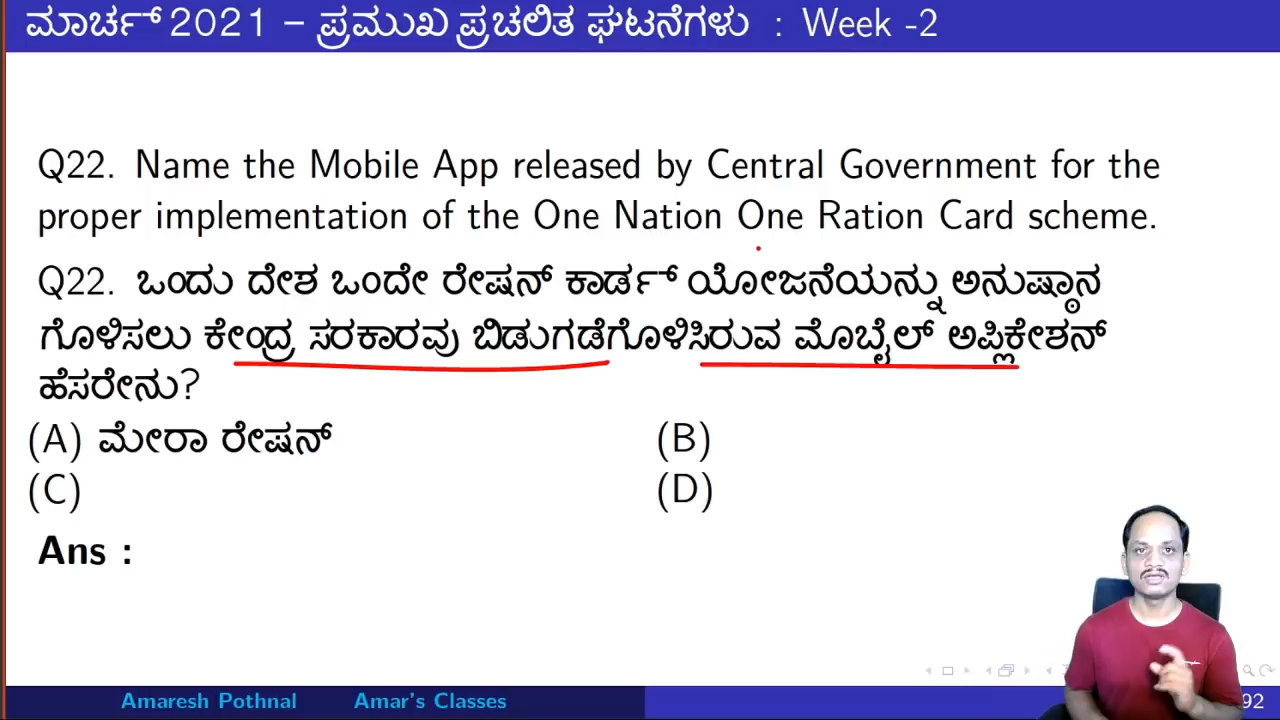 ಮಾರ್ಚ್ 2021 – ಪ್ರಮುಖ ಪ್ರಚಲಿತ ಘಟನೆಗಳು : Week -2
Q22. Name the Mobile App released by Central Government for the
proper implementation of the One Nation One Ration Card scheme.
Q22. ಒಂದು ದೇಶ ಒಂದೇ ರೇಷನ್ ಕಾರ್ಡ್ ಯೋಜನೆಯನ್ನು ಅನುಷ್ಠಾನ
ಗೊಳಿಸಲು ಕೇಂದ್ರ ಸರಕಾರವು ಬಿಡುಗಡೆಗೊಳಿಸಿರುವ ಮೊಬೈಲ್ ಅಪ್ಲಿಕೇಶನ್
ಹೆಸರೇನು?
(A) ಮೇರಾ ರೇಷನ್ (B)
(C) (D)
Ans :
Amaresh Pothnal Amar's Classes 92